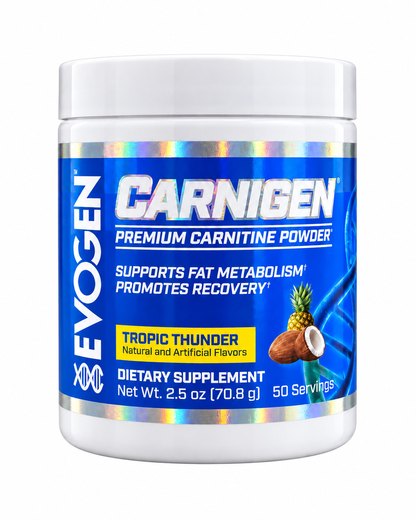 EVOGEN™
CARNIGEN®
PREMIUM CARNITINE POWDER†
SUPPORTS FAT METABOLISM‡
PROMOTES RECOVERY†
TROPIC THUNDER
Natural and Artificial Flavors
DIETARY SUPPLEMENT
Net Wt. 2.5 oz (70.8 g) 50 Servings